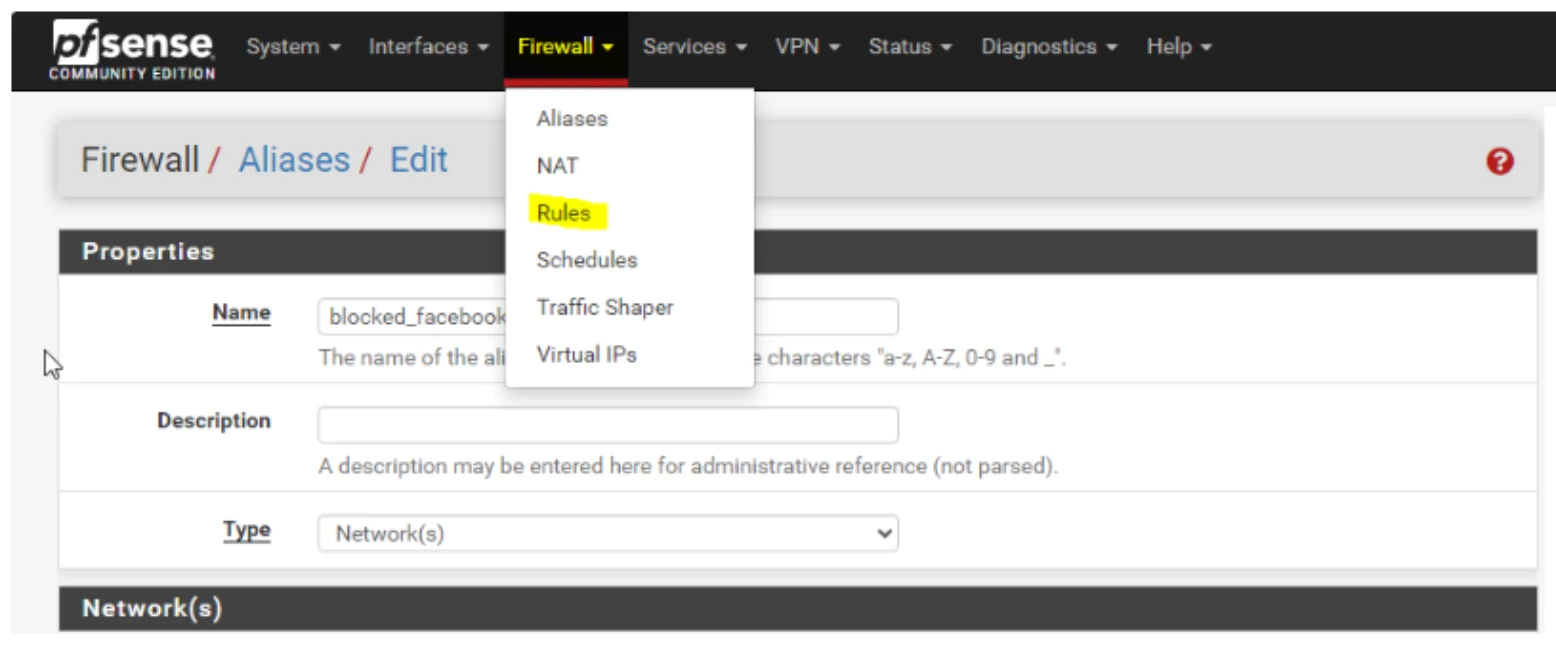 pfsense
COMMUNITY EDITION
System Interfaces Firewall Services VPN Status Diagnostics Help
Aliases
NAT
Rules
Schedules
Traffic Shaper
Virtual IPs
Firewall / Aliases / Edit
?
Properties
Name
blocked_facebook
The name of the ali
characters "a-z, A-Z, 0-9 and _".
Description
A description may be entered here for administrative reference (not parsed).
Type
Network(s)
Network(s)